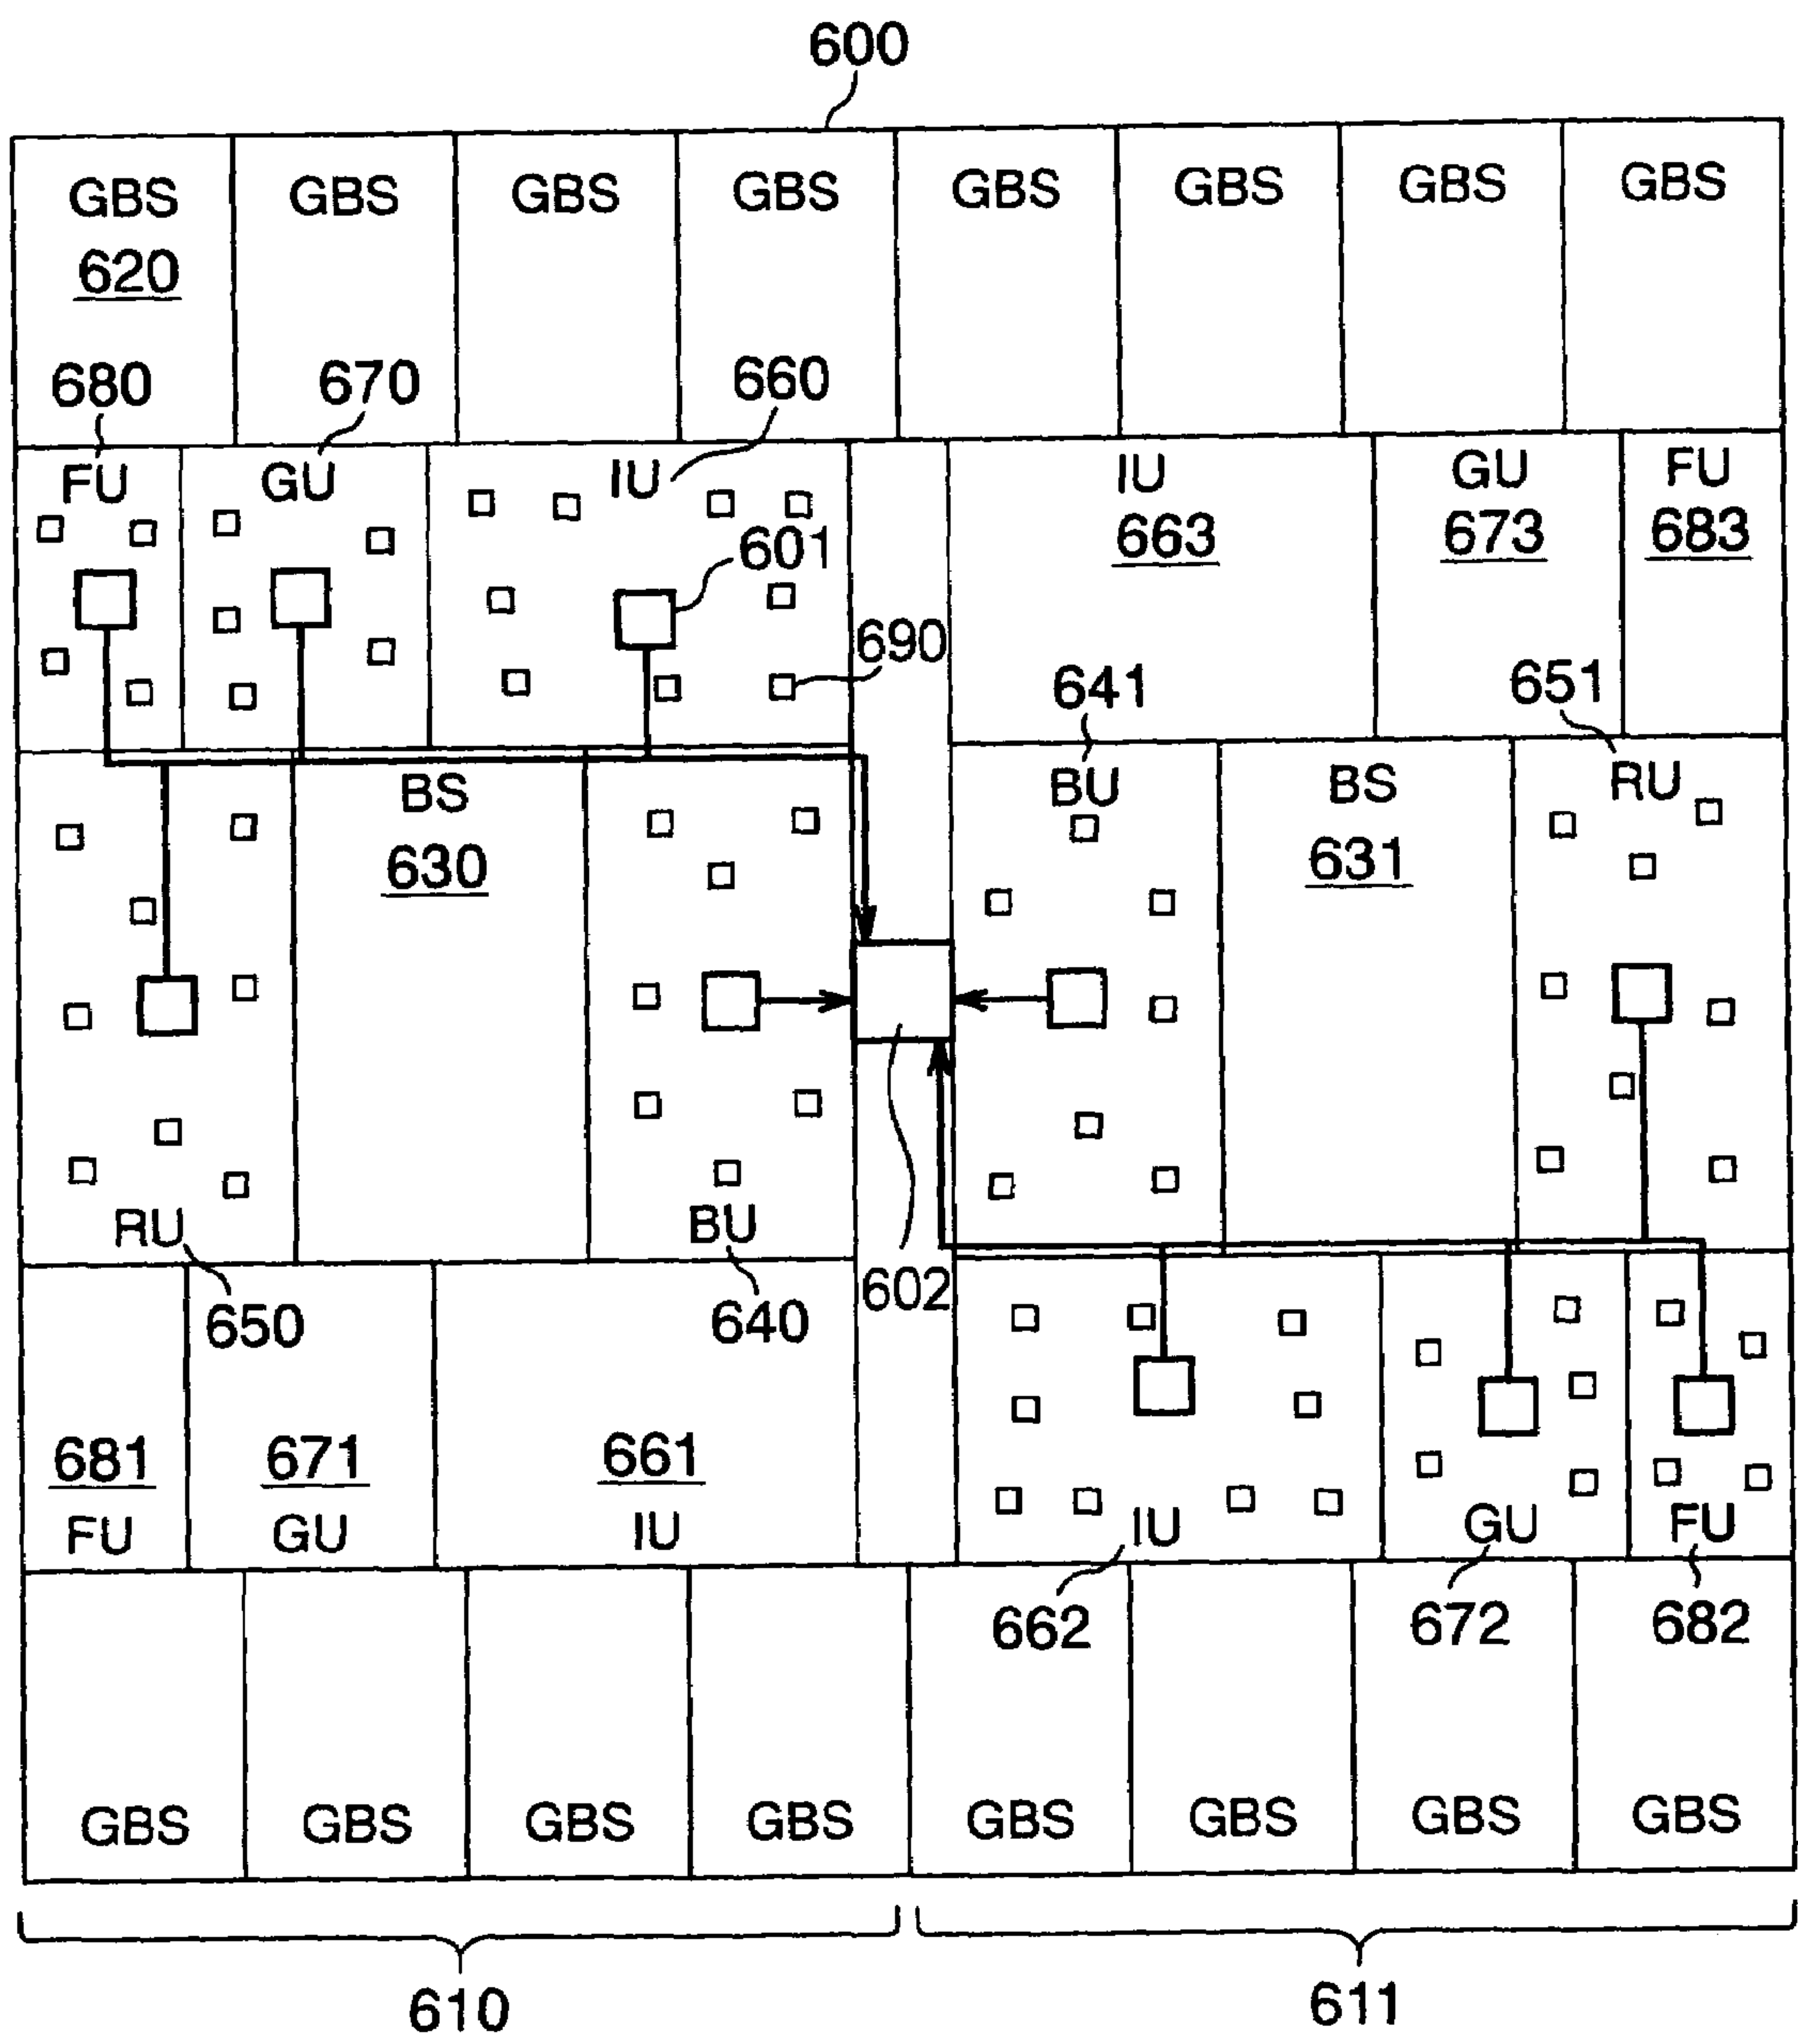 600
GBS GBS GBS GBS GBS GBS GBS GBS
620
680 670 660
FU GU IU IU GU FU
601 663 673 683
690
641 651
BS BU BS RU
630 631
RU BU
650 640 602
681 671 661
FU GU IU IU GU FU
662 672 682
GBS GBS GBS GBS GBS GBS GBS GBS
610 611